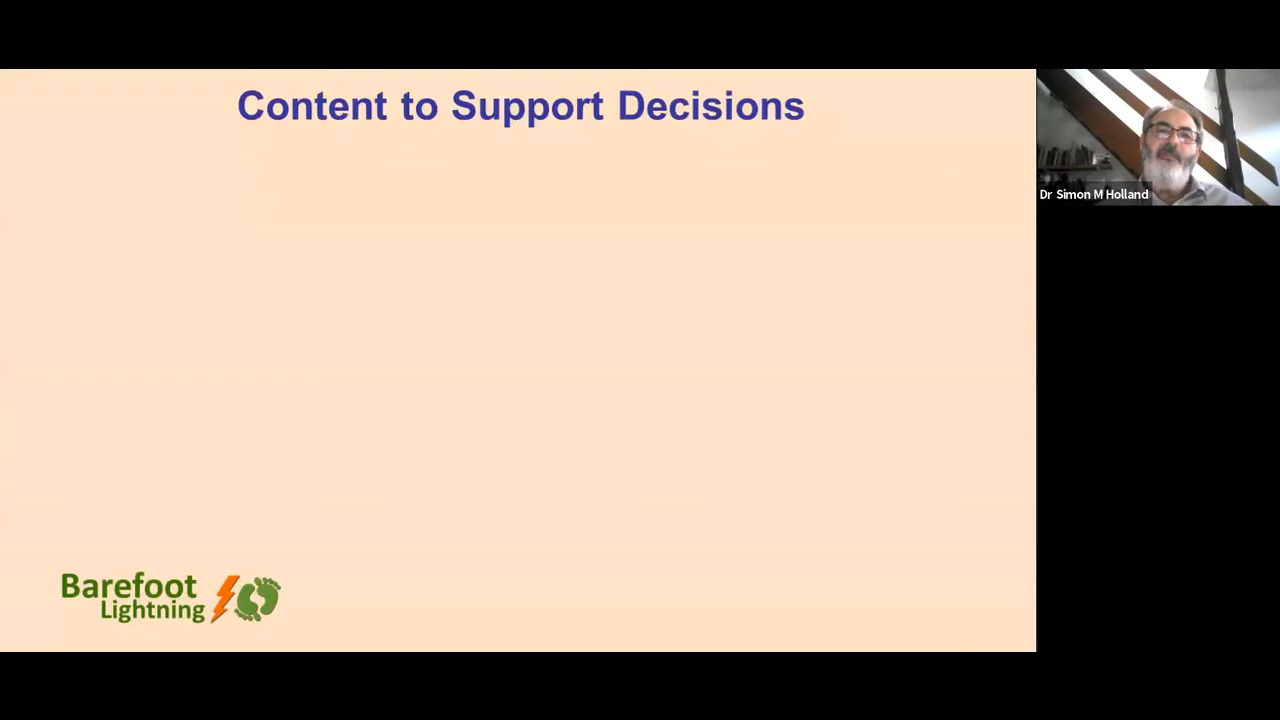 Content to Support Decisions
Dr Simon M Holland
Barefoot
Lightning